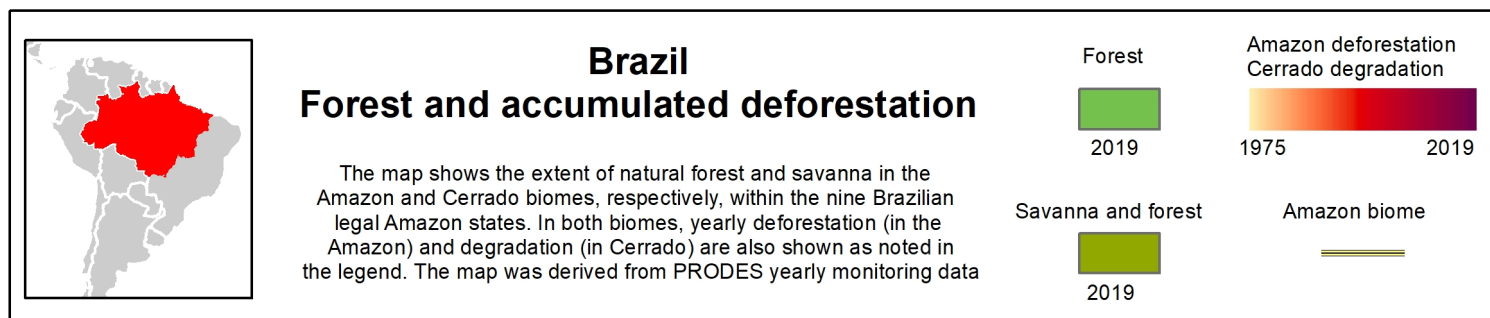 Brazil
Forest and accumulated deforestation
The map shows the extent of natural forest and savanna in the
Amazon and Cerrado biomes, respectively, within the nine Brazilian
legal Amazon states. In both biomes, yearly deforestation (in the
Amazon) and degradation (in Cerrado) are also shown as noted in
the legend. The map was derived from PRODES yearly monitoring data
Forest
2019
Amazon deforestation
Cerrado degradation
1975 2019
Savanna and forest
2019
Amazon biome